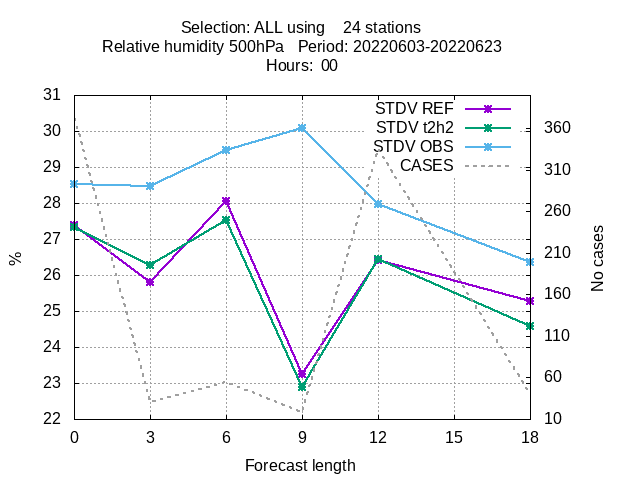 Selection: ALL using    24 stations
Relative humidity 500hPa   Period: 20220603-20220623
Hours:  00
STDV REF
STDV t2h2
STDV OBS
CASES
31
30
29
28
27
26
25
24
23
22
%
360
310
260
210
160
110
60
10
No cases
0 3 6 9 12 15 18
Forecast length